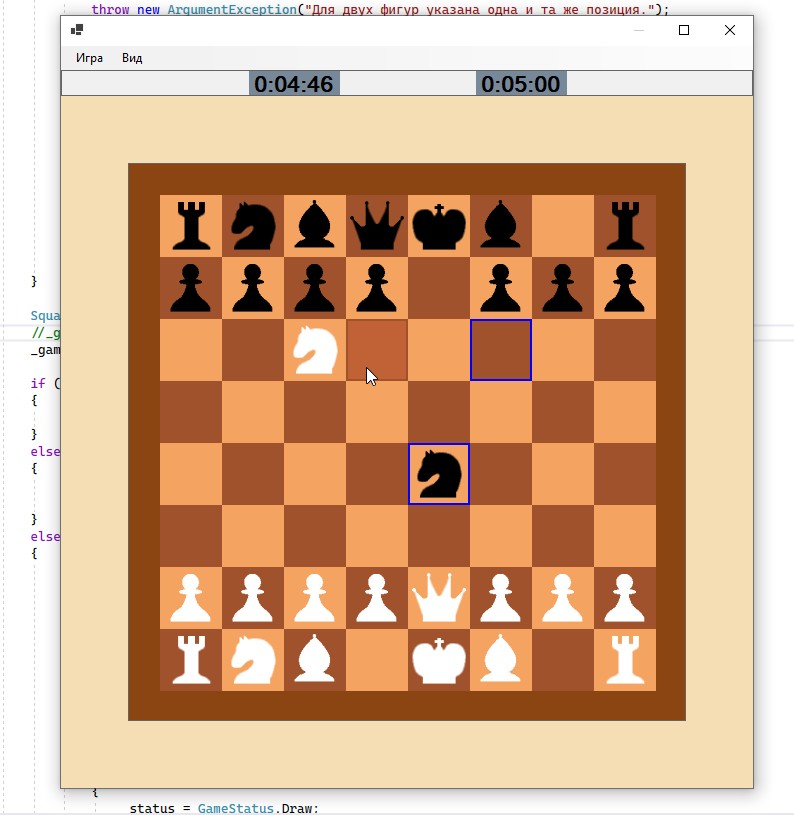 throw new ArgumentException("Для двух фигур указана одна и та же позиция.");
Игра Вид
0:04:46 0:05:00
}
Squa
//_g
_gam
if (
{
}
else
{
}
else
{
{
status = GameStatus.Draw;